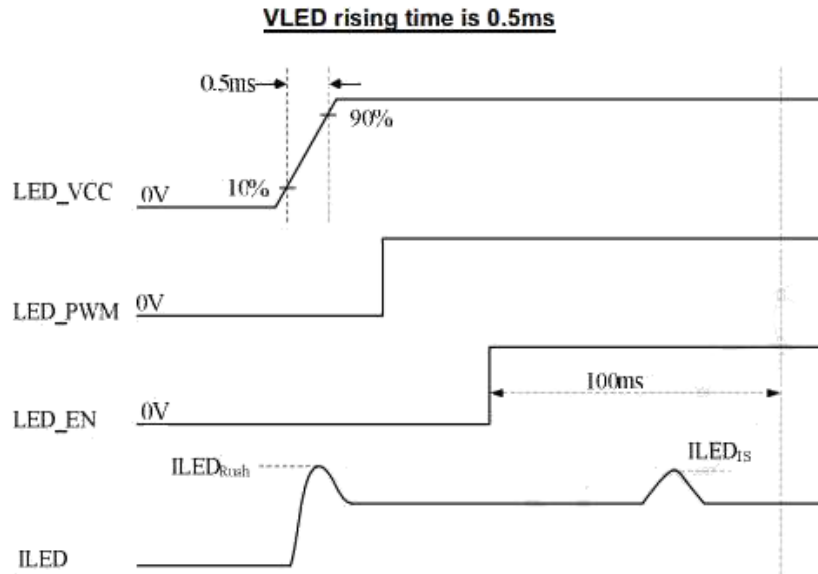 VLED rising time is 0.5ms
0.5ms
90%
LED_VCC 0V 10%
LED_PWM 0V
LED_EN 0V 100ms
ILEDRush ILEDIS
ILED